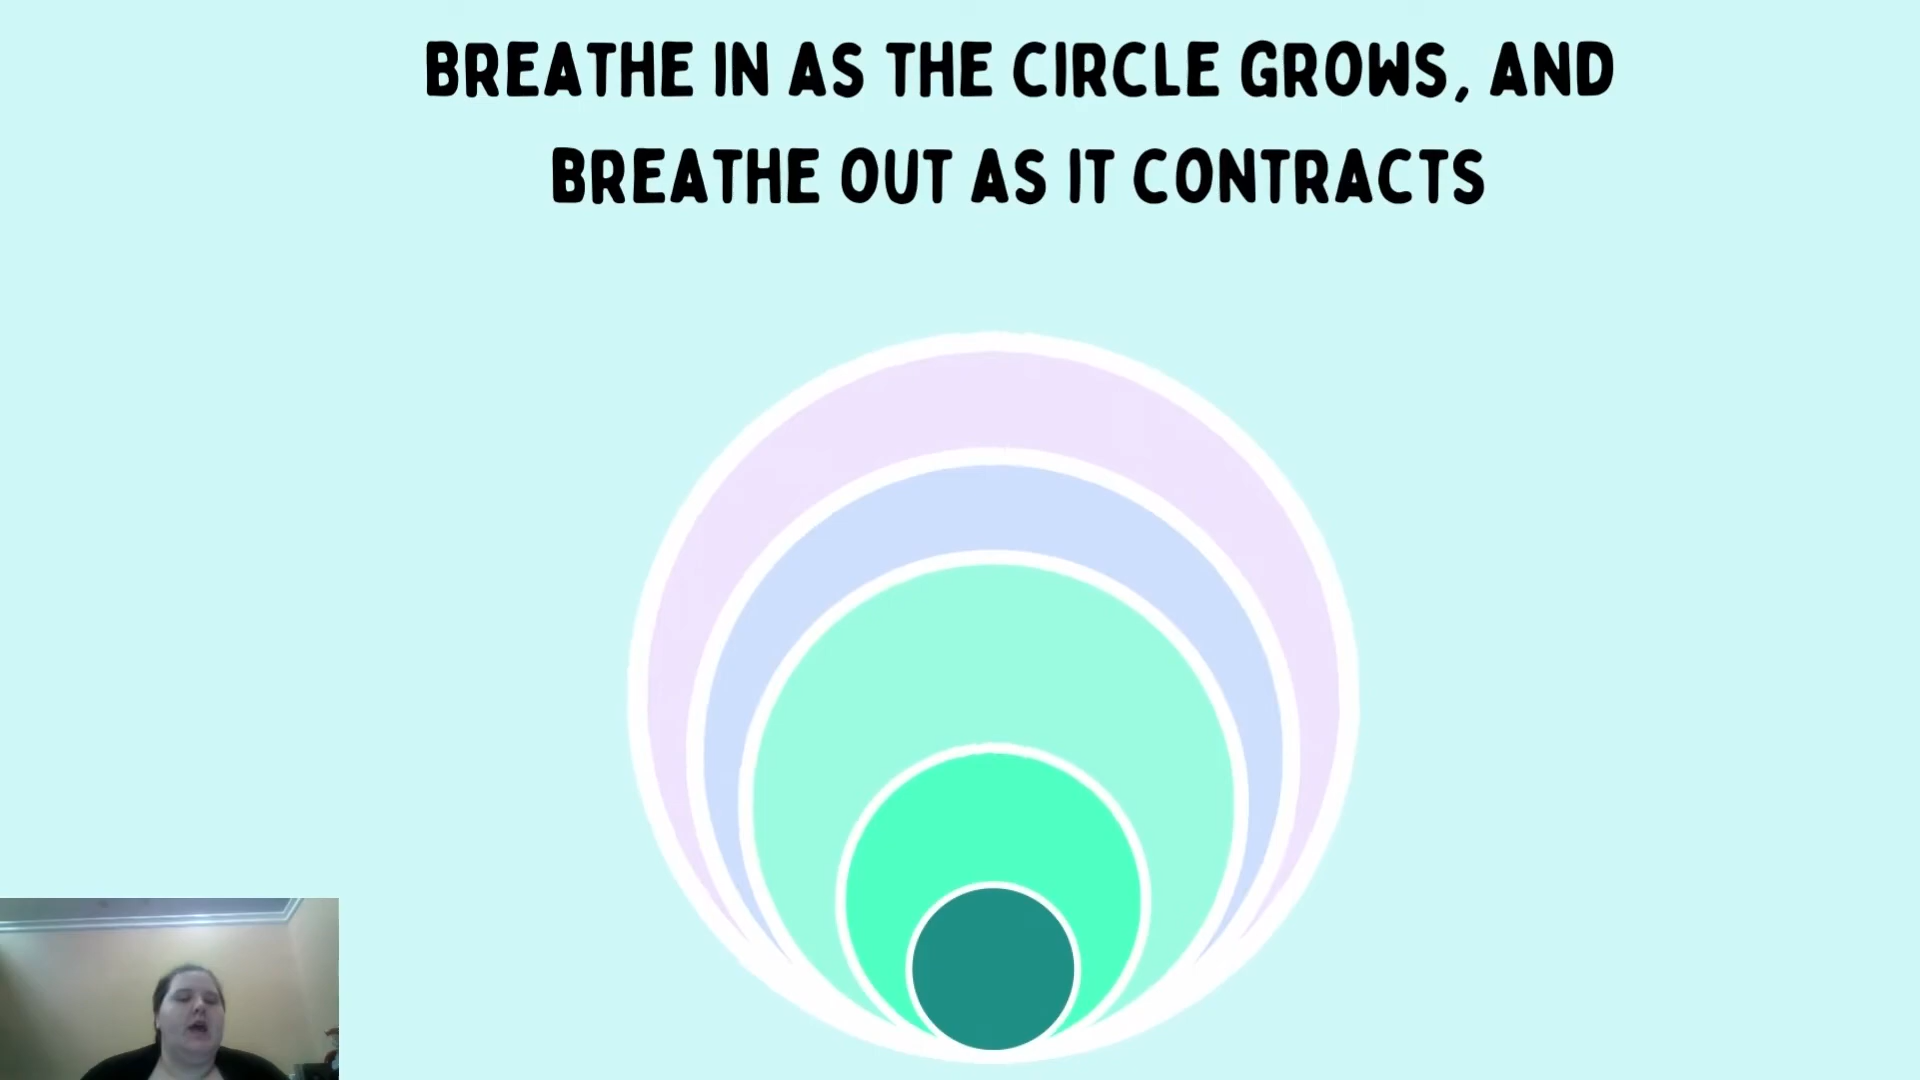 BREATHE IN AS THE CIRCLE GROWS, AND
BREATHE OUT AS IT CONTRACTS